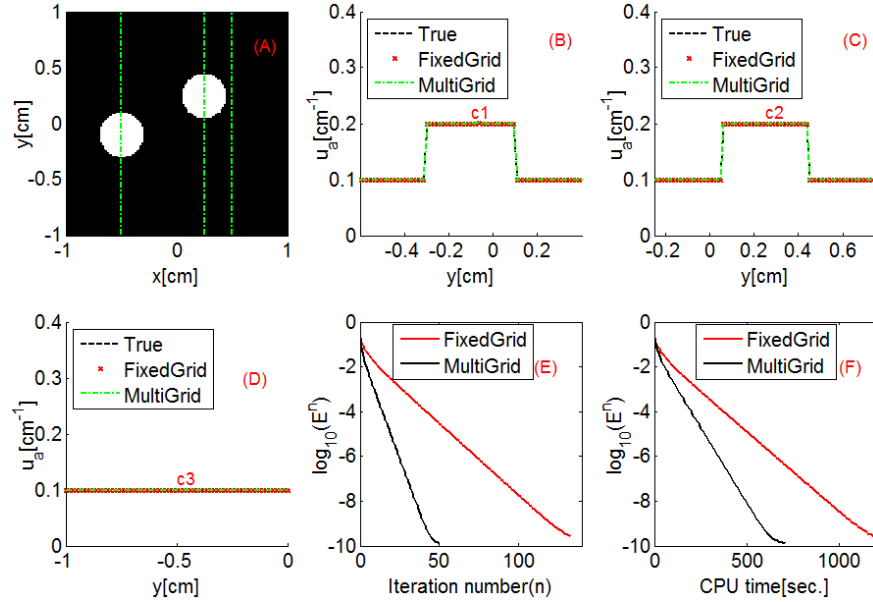 1
0.5
0
-0.5
-1
y[cm]
-1
0
1
x[cm]
(A)
0.4
0.3
0.2
0.1
0
u_a[cm^-1]
True
FixedGrid
MultiGrid
(B)
c1
-0.4
-0.2
0
0.2
y[cm]
0.4
0.3
0.2
0.1
0
u_a[cm^-1]
True
FixedGrid
MultiGrid
(C)
c2
-0.2
0
0.2
0.4
0.6
y[cm]
0.4
0.3
0.2
0.1
0
u_a[cm^-1]
True
FixedGrid
MultiGrid
(D)
c3
-1
-0.5
0
y[cm]
0
-2
-4
-6
-8
-10
log_10(E^n)
FixedGrid
MultiGrid
(E)
0
50
100
Iteration number(n)
0
-2
-4
-6
-8
-10
log_10(E^n)
FixedGrid
MultiGrid
(F)
0
500
1000
CPU time[sec.]